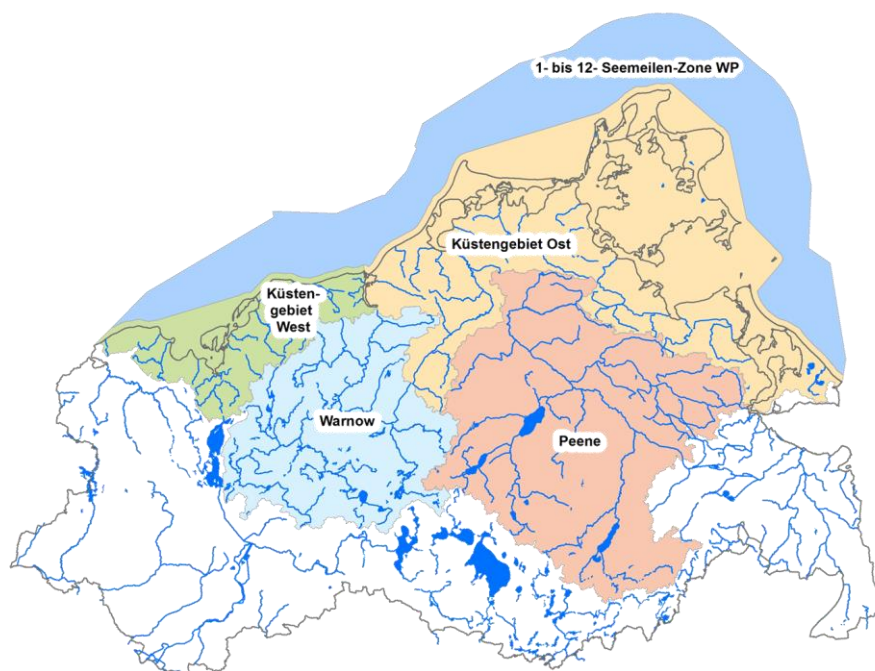 1- bis 12- Seemeilen-Zone WP
Küstengebiet Ost
Küsten-
gebiet
West
Warnow
Peene